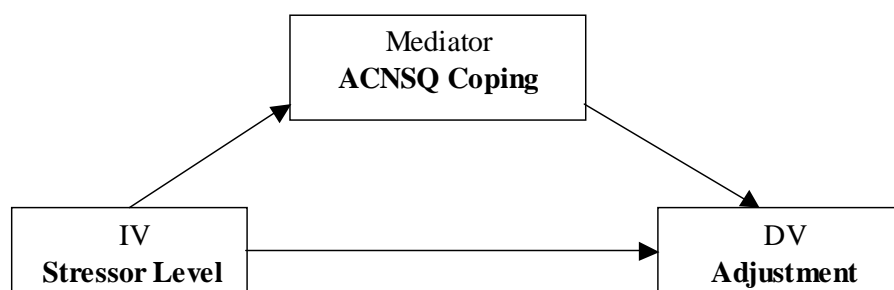 Mediator
ACNSQ Coping
IV
Stressor Level
DV
Adjustment